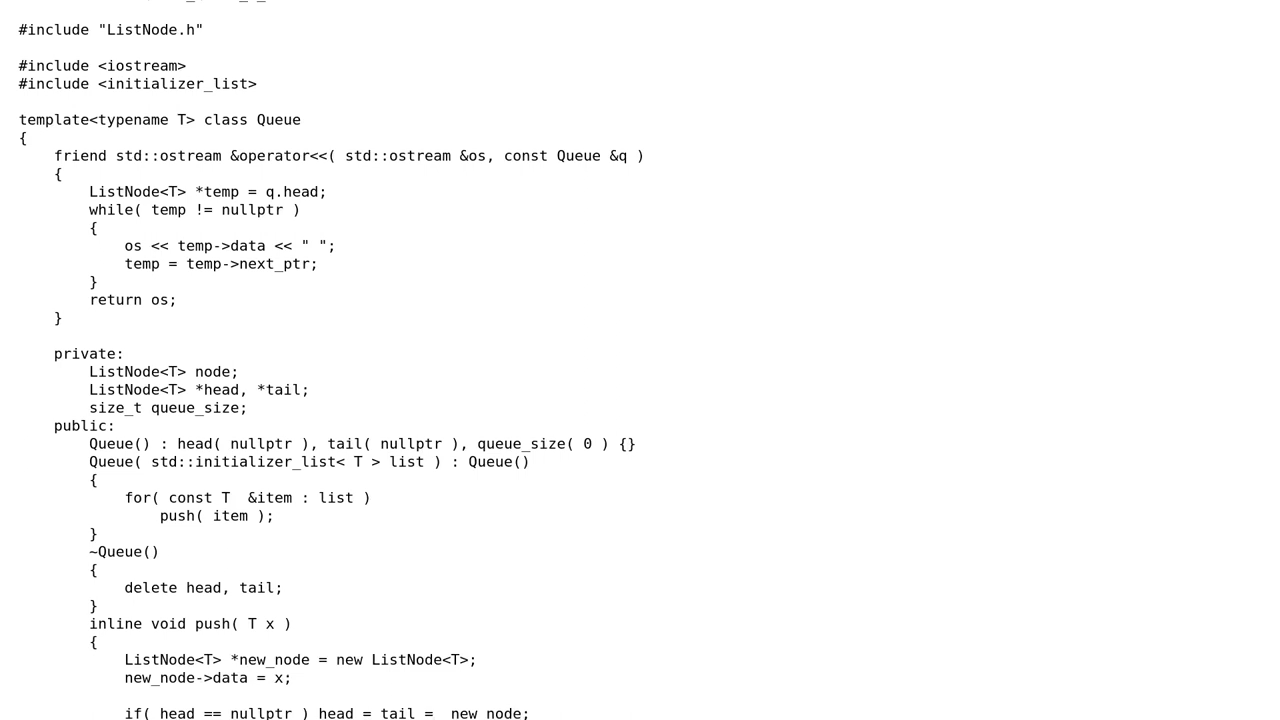 #include "ListNode.h"
#include <iostream>
#include <initializer_list>
template<typename T> class Queue
{
    friend std::ostream &operator<<( std::ostream &os, const Queue &q )
    {
        ListNode<T> *temp = q.head;
        while( temp != nullptr )
        {
            os << temp->data << " ";
            temp = temp->next_ptr;
        }
        return os;
    }
    private:
        ListNode<T> node;
        ListNode<T> *head, *tail;
        size_t queue_size;
    public:
        Queue() : head( nullptr ), tail( nullptr ), queue_size( 0 ) {}
        Queue( std::initializer_list< T > list ) : Queue()
        {
            for( const T  &item : list )
                push( item );
        }
        ~Queue()
        {
            delete head, tail;
        }
        inline void push( T x )
        {
            ListNode<T> *new_node = new ListNode<T>;
            new_node->data = x;
            if( head == nullptr ) head = tail =  new_node;